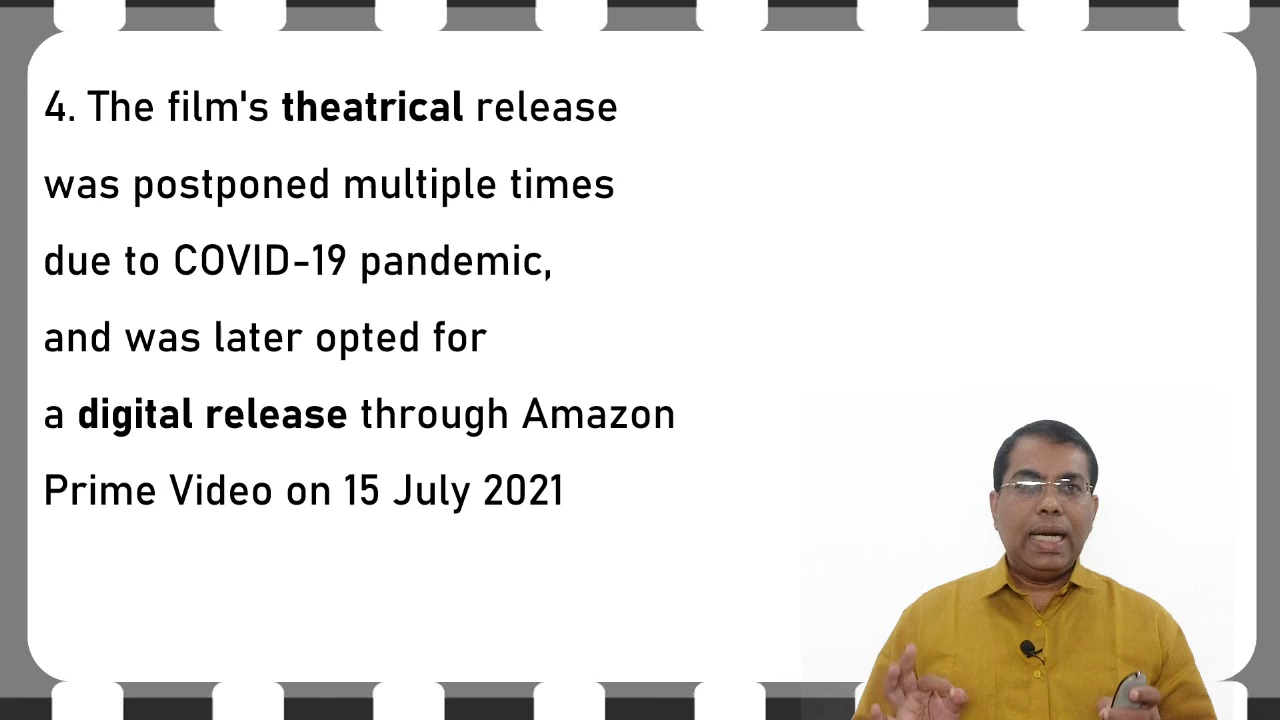 4. The film's theatrical release
was postponed multiple times
due to COVID-19 pandemic,
and was later opted for
a digital release through Amazon
Prime Video on 15 July 2021